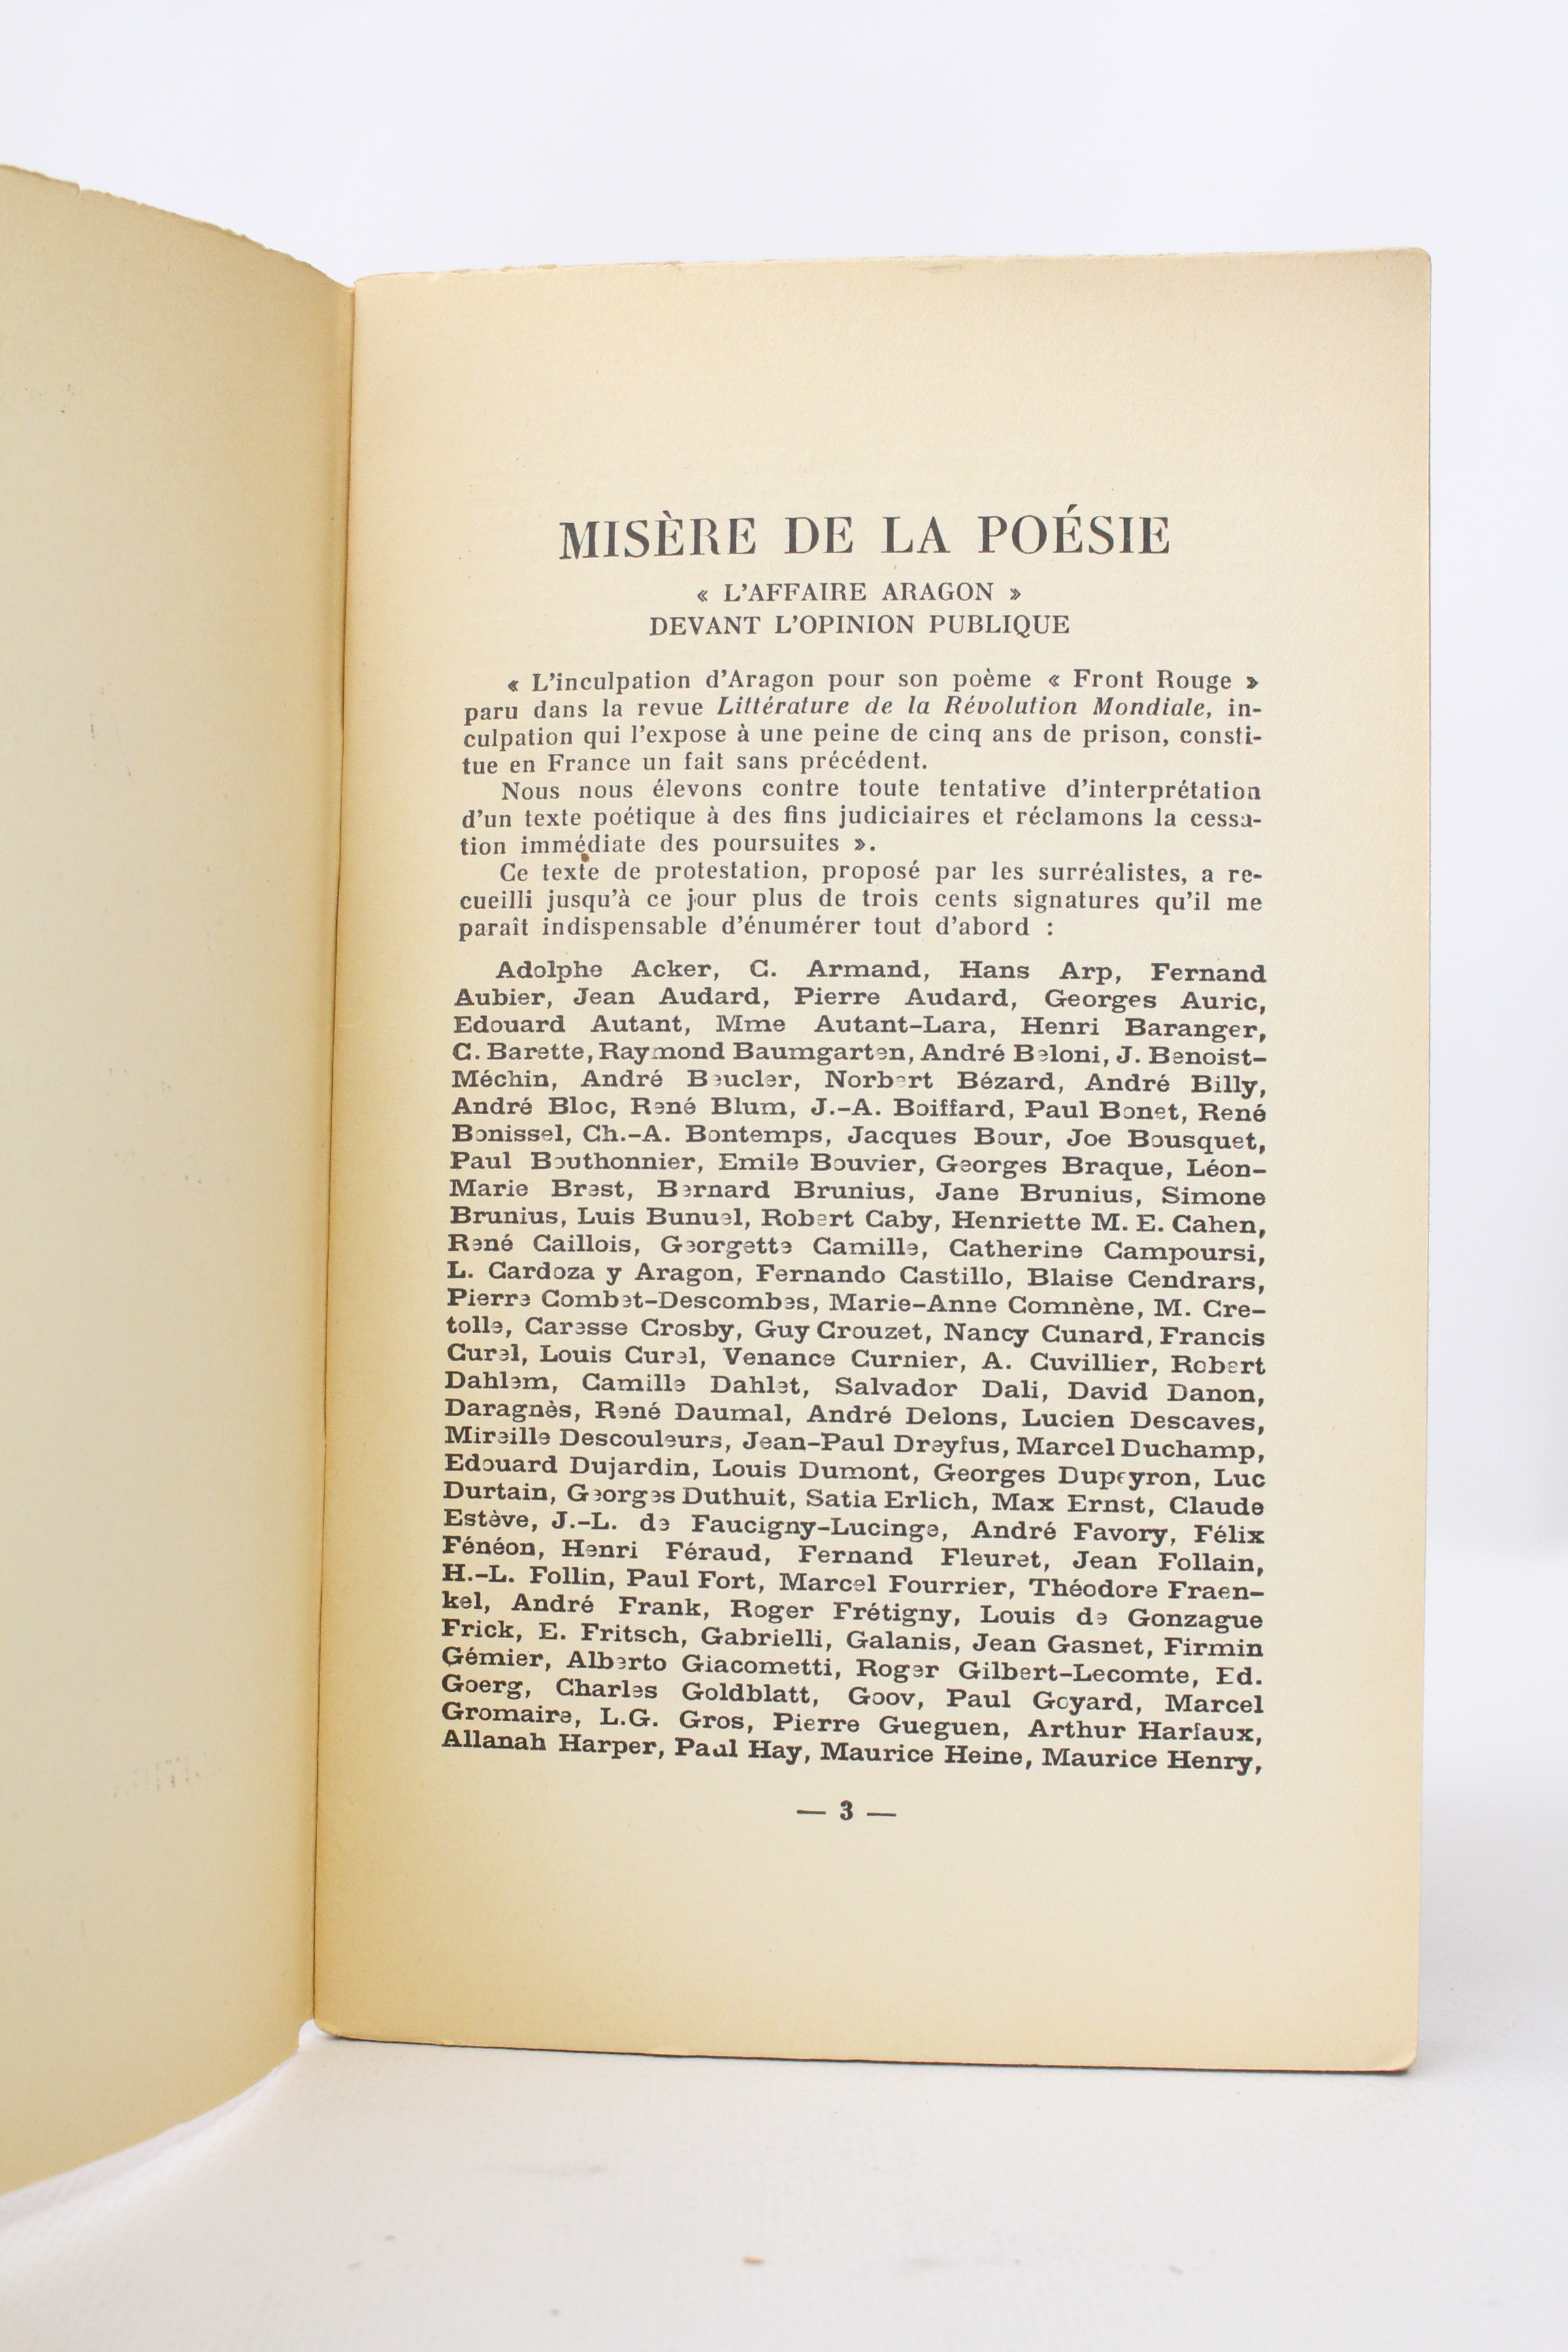 MISÈRE DE LA POÉSIE
« L'AFFAIRE ARAGON »
DEVANT L'OPINION PUBLIQUE
« L'inculpation d'Aragon pour son poème « Front Rouge »
paru dans la revue Littérature de la Révolution Mondiale, in-
culpation qui l'expose à une peine de cinq ans de prison, consti-
tue en France un fait sans précédent.
Nous nous élevons contre toute tentative d'interprétation
d'un texte poétique à des fins judiciaires et réclamons la cessa-
tion immédiate des poursuites ».
Ce texte de protestation, proposé par les surréalistes, a re-
cueilli jusqu'à ce jour plus de trois cents signatures qu'il me
paraît indispensable d'énumérer tout d'abord :
Adolphe Acker, C. Armand, Hans Arp, Fernand
Aubier, Jean Audard, Pierre Audard, Georges Auric,
Edouard Autant, Mme Autant-Lara, Henri Baranger,
C. Barette, Raymond Baumgarten, André Beloni, J. Benoist-
Méchin, André Beucler, Norbert Bézard, André Billy,
André Bloc, René Blum, J.-A. Boiffard, Paul Bonet, René
Bonissel, Ch.-A. Bontemps, Jacques Bour, Joe Bousquet,
Paul Bouthonnier, Emile Bouvier, Georges Braque, Léon-
Marie Brest, Bernard Brunius, Jane Brunius, Simone
Brunius, Luis Bunuel, Robert Caby, Henriette M. E. Cahen,
René Caillois, Georgette Camille, Catherine Campoursi,
L. Cardoza y Aragon, Fernando Castillo, Blaise Cendrars,
Pierre Combet-Descombes, Marie-Anne Comnène, M. Cre-
tolle, Caresse Crosby, Guy Crouzet, Nancy Cunard, Francis
Curel, Louis Curel, Venance Curnier, A. Cuvillier, Robert
Dahlem, Camille Dahlet, Salvador Dali, David Danon,
Daragnès, René Daumal, André Delons, Lucien Descaves,
Mireille Descouleurs, Jean-Paul Dreyfus, Marcel Duchamp,
Edouard Dujardin, Louis Dumont, Georges Dupeyron, Luc
Durtain, Georges Duthuit, Satia Erlich, Max Ernst, Claude
Estève, J.-L. de Faucigny-Lucinge, André Favory, Félix
Fénéon, Henri Féraud, Fernand Fleuret, Jean Follain,
H.-L. Follin, Paul Fort, Marcel Fourrier, Théodore Fraen-
kel, André Frank, Roger Frétigny, Louis de Gonzague
Frick, E. Fritsch, Gabrielli, Galanis, Jean Gasnet, Firmin
Gémier, Alberto Giacometti, Roger Gilbert-Lecomte, Ed.
Goerg, Charles Goldblatt, Goov, Paul Goyard, Marcel
Gromaire, L.G. Gros, Pierre Gueguen, Arthur Harfaux,
Allanah Harper, Paul Hay, Maurice Heine, Maurice Henry,
— 3 —